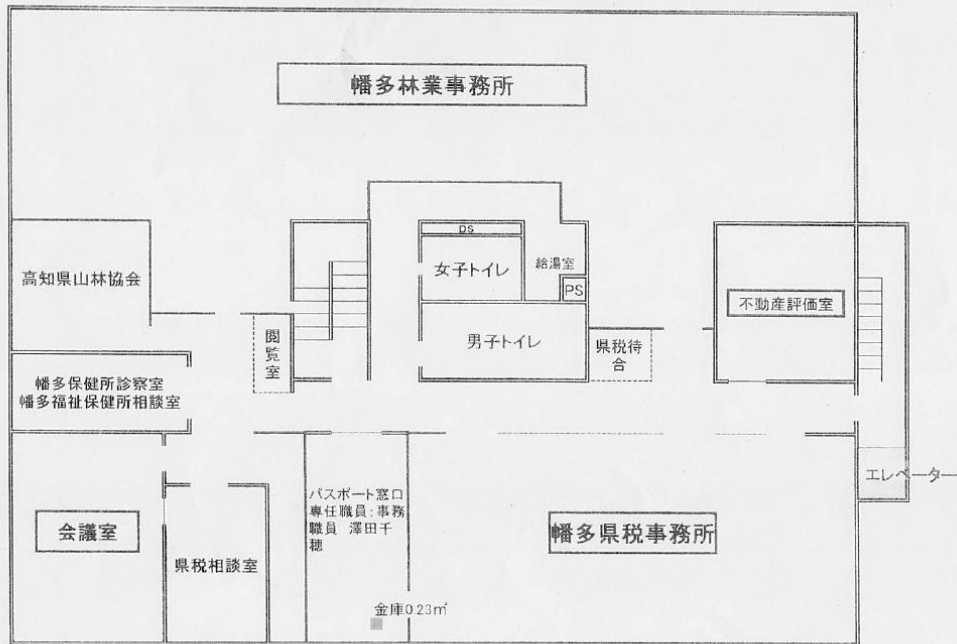 幡多林業事務所
高知県山林協会
DS
女子トイレ
給湯室
PS
不動産評価室
閲覧室
男子トイレ
県税待
合
幡多保健所診察室
幡多福祉保健所相談室
エレベーター
会議室
県税相談室
パスポート窓口
専任職員:事務
職員 澤田千
穂
幡多県税事務所
金庫0.23㎡